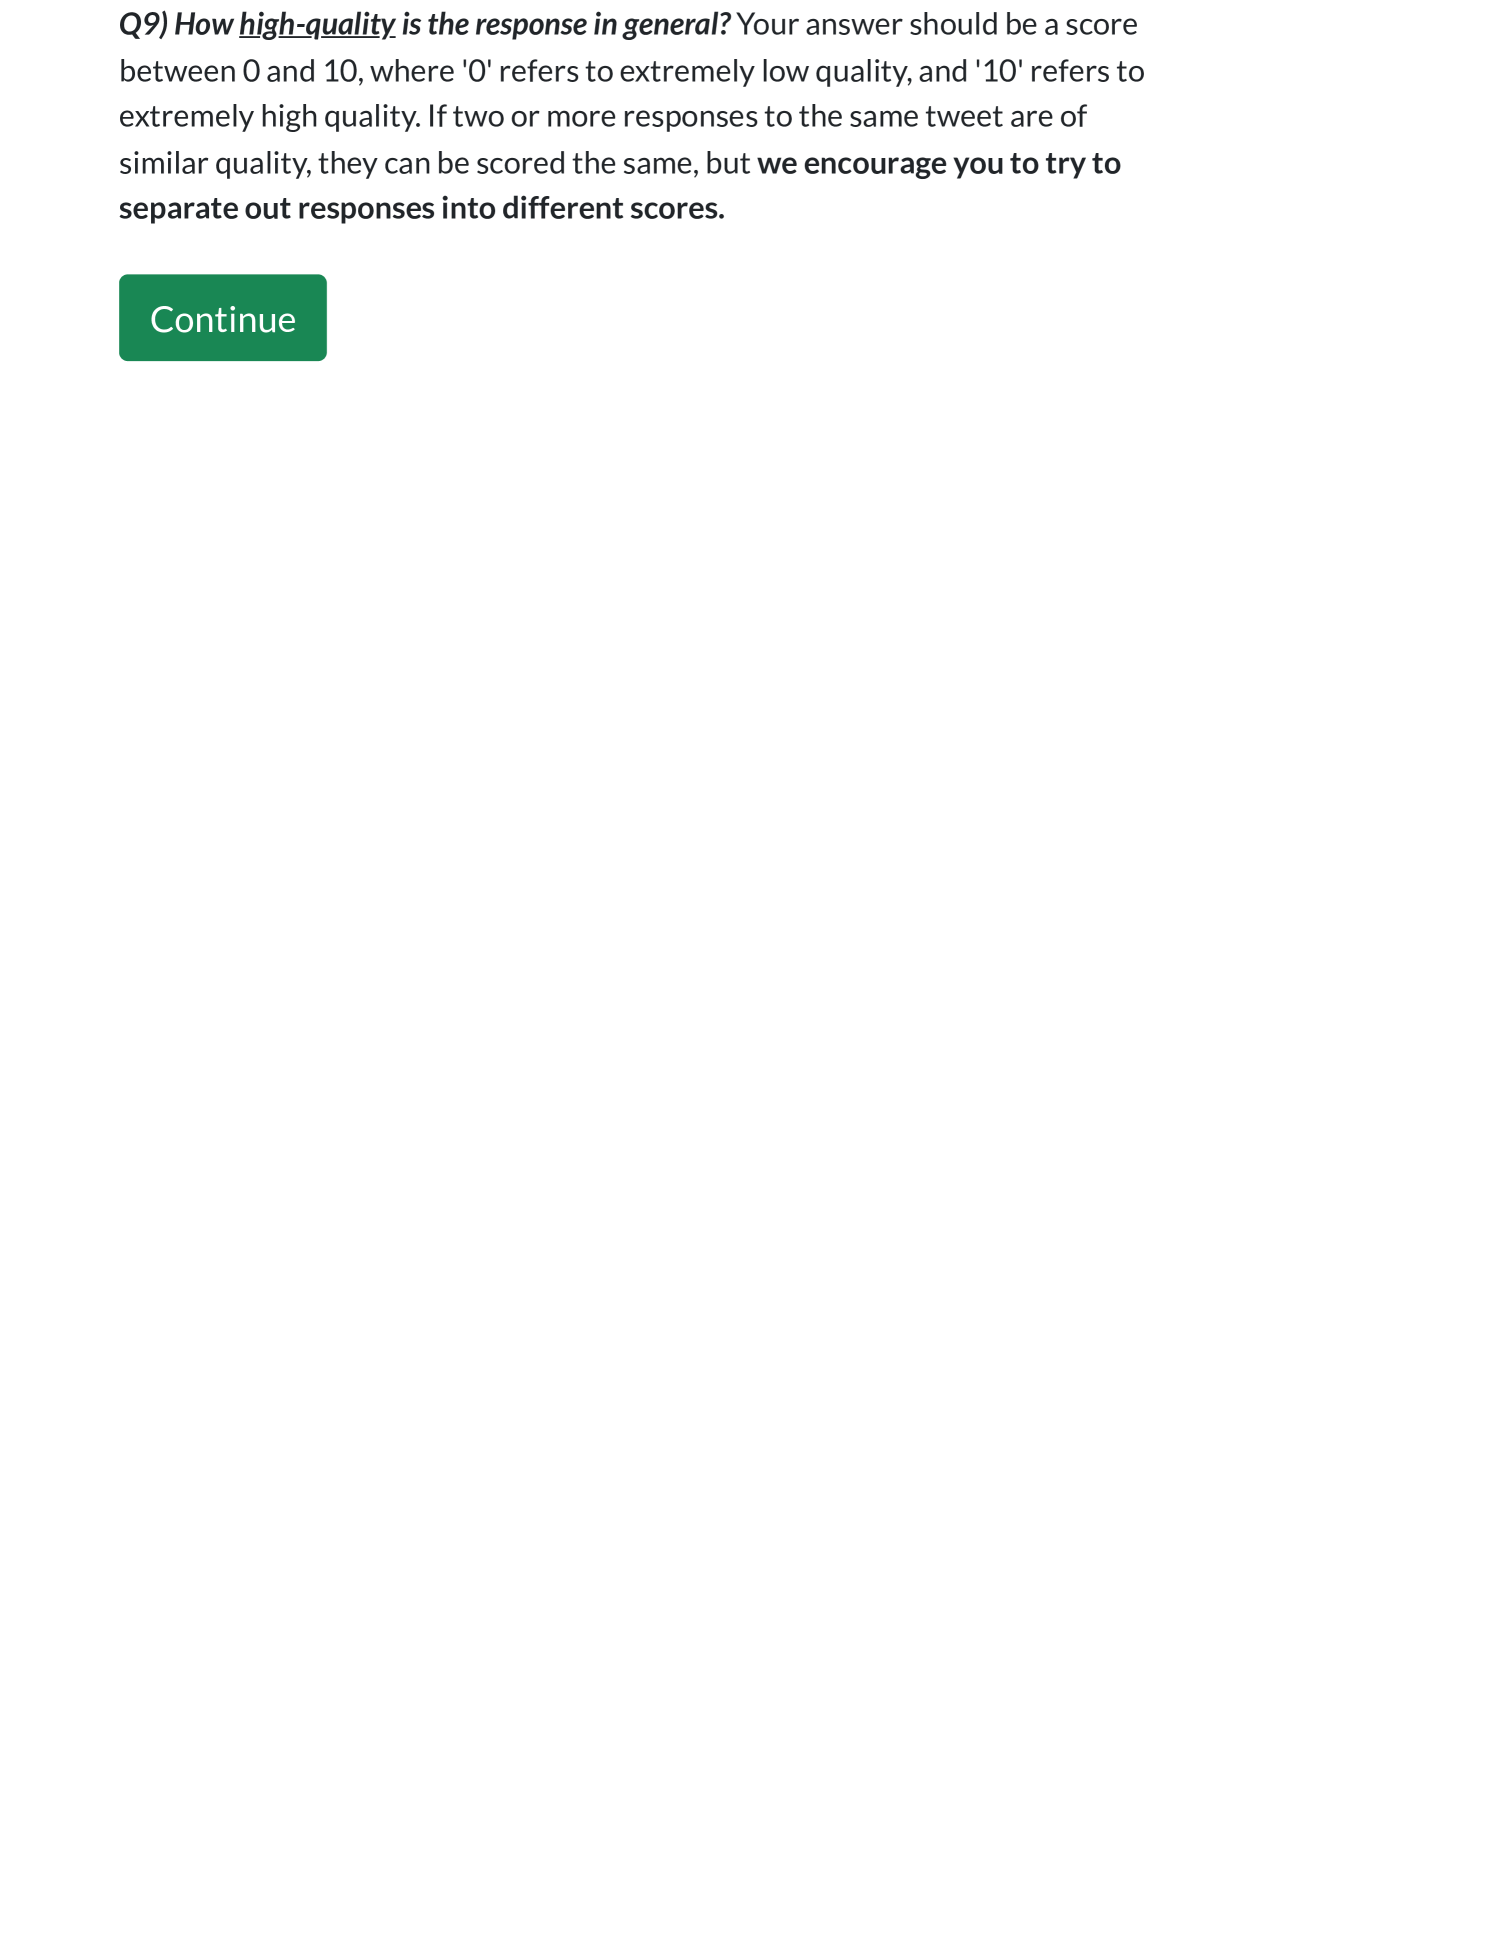 Q9) How high-quality is the response in general? Your answer should be a score
between 0 and 10, where '0' refers to extremely low quality, and '10' refers to
extremely high quality. If two or more responses to the same tweet are of
similar quality, they can be scored the same, but we encourage you to try to
separate out responses into different scores.
Continue